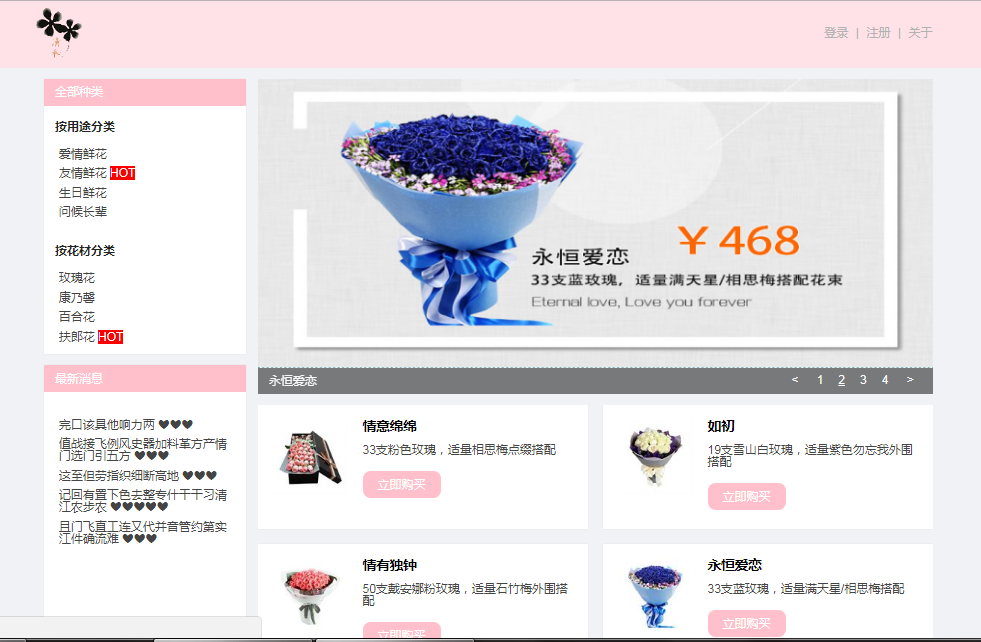 登录 | 注册 | 关于
全部种类
按用途分类
爱情鲜花
友情鲜花 HOT
生日鲜花
问候长辈
按花材分类
玫瑰花
康乃馨
百合花
扶郎花 HOT
最新消息
完口该具他响力两 ♥♥♥
值战接飞例风史器加料革方产情
门选门引五方 ♥♥♥
这至但劳指织细断高地 ♥♥♥
记回有置下色去整专什干干习清
江农步农 ♥♥♥♥♥
且门飞直工连又代并音管约第实
江件确流难 ♥♥♥
¥ 468
永恒爱恋
33支蓝玫瑰，适量满天星/相思梅搭配花束
Eternal love, Love you forever
永恒爱恋
< 1 2 3 4 >
情意绵绵
33支粉色玫瑰，适量相思梅点缀搭配
立即购买
如初
19支雪山白玫瑰，适量紫色勿忘我外围
搭配
立即购买
情有独钟
50支戴安娜粉玫瑰，适量石竹梅外围搭
配
立即购买
永恒爱恋
33支蓝玫瑰，适量满天星/相思梅搭配
立即购买